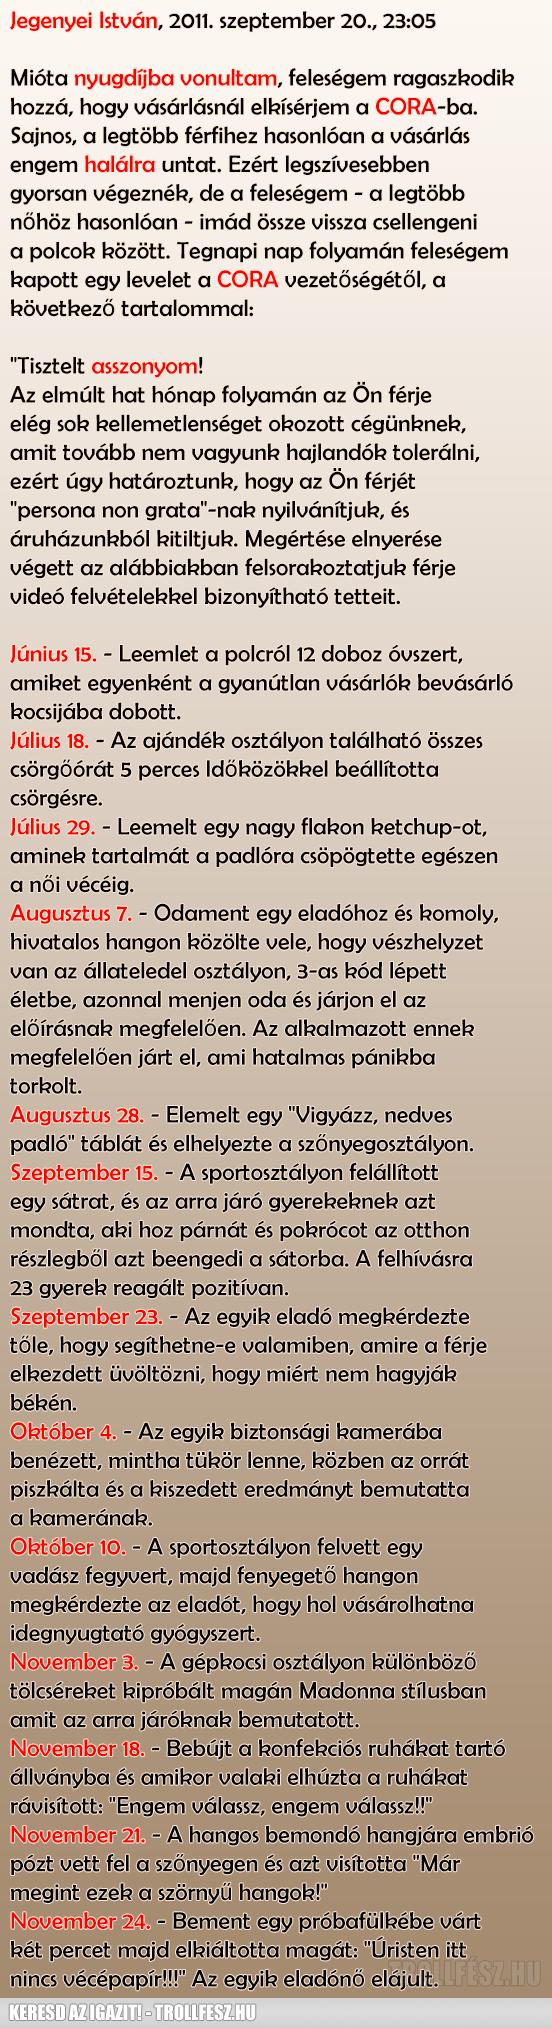 Jegenyei István, 2011. szeptember 20., 23:05
Mióta nyugdíjba vonultam, feleségem ragaszkodik
hozzá, hogy vásárlásnál elkísérjem a CORA-ba.
Sajnos, a legtöbb férfihez hasonlóan a vásárlás
engem halálra untat. Ezért legszívesebben
gyorsan végeznék, de a feleségem - a legtöbb
nőhöz hasonlóan - imád össze vissza csellengeni
a polcok között. Tegnapi nap folyamán feleségem
kapott egy levelet a CORA vezetőségétől, a
következő tartalommal:
"Tisztelt asszonyom!
Az elmúlt hat hónap folyamán az Ön férje
elég sok kellemetlenséget okozott cégünknek,
amit tovább nem vagyunk hajlandók tolerálni,
ezért úgy határoztunk, hogy az Ön férjét
"persona non grata"-nak nyilvánítjuk, és
áruházunkból kitiltjuk. Megértése elnyerése
végett az alábbiakban felsorakoztatjuk férje
videó felvételekkel bizonyítható tetteit.
Június 15. - Leemlet a polcról 12 doboz óvszert,
amiket egyenként a gyanútlan vásárlók bevásárló
kocsijába dobott.
Július 18. - Az ajándék osztályon található összes
csörgőórát 5 perces Időközökkel beállította
csörgésre.
Július 29. - Leemelt egy nagy flakon ketchup-ot,
aminek tartalmát a padlóra csöpögtette egészen
a női vécéig.
Augusztus 7. - Odament egy eladóhoz és komoly,
hivatalos hangon közölte vele, hogy vészhelyzet
van az állateledel osztályon, 3-as kód lépett
életbe, azonnal menjen oda és járjon el az
előírásnak megfelelően. Az alkalmazott ennek
megfelelően járt el, ami hatalmas pánikba
torkolt.
Augusztus 28. - Elemelt egy "Vigyázz, nedves
padló" táblát és elhelyezte a szőnyegosztályon.
Szeptember 15. - A sportosztályon felállított
egy sátrat, és az arra járó gyerekeknek azt
mondta, aki hoz párnát és pokrócot az otthon
részlegből azt beengedi a sátorba. A felhívásra
23 gyerek reagált pozitívan.
Szeptember 23. - Az egyik eladó megkérdezte
tőle, hogy segíthetne-e valamiben, amire a férje
elkezdett üvöltözni, hogy miért nem hagyják
békén.
Október 4. - Az egyik biztonsági kamerába
benézett, mintha tükör lenne, közben az orrát
piszkálta és a kiszedett eredményt bemutatta
a kamerának.
Október 10. - A sportosztályon felvett egy
vadász fegyvert, majd fenyegető hangon
megkérdezte az eladót, hogy hol vásárolhatna
idegnyugtató gyógyszert.
November 3. - A gépkocsi osztályon különböző
tölcséreket kipróbált magán Madonna stílusban
amit az arra járóknak bemutatott.
November 18. - Bebújt a konfekciós ruhákat tartó
állványba és amikor valaki elhúzta a ruhákat
rávisított: "Engem válassz, engem válassz!!"
November 21. - A hangos bemondó hangjára embrió
pózt vett fel a szőnyegen és azt visította "Már
megint ezek a szörnyű hangok!"
November 24. - Bement egy próbafülkébe várt
két percet majd elkiáltotta magát: "Úristen itt
nincs vécépapír!!!" Az egyik eladónő elájult.
TROLLFÉSZ.HU
KERESD AZ IGAZIT! - TROLLFESZ.HU